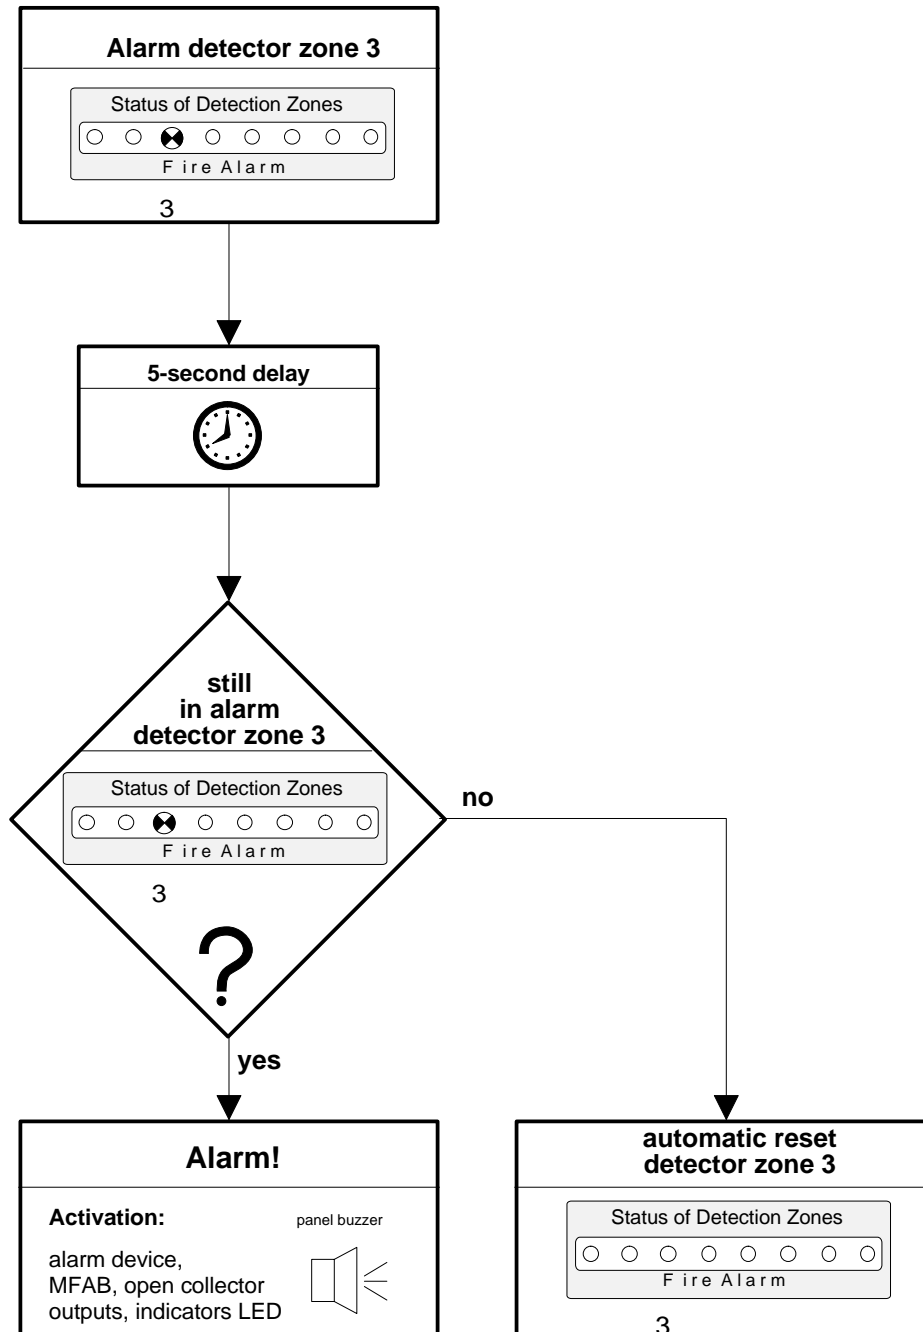 Alarm detector zone 3
Status of Detection Zones
Fire Alarm
3
5-second delay
still
in alarm
detector zone 3
Status of Detection Zones
Fire Alarm
3
?
no
yes
Alarm!
Activation:
panel buzzer
alarm device,
MFAB, open collector
outputs, indicators LED
automatic reset
detector zone 3
Status of Detection Zones
Fire Alarm
3